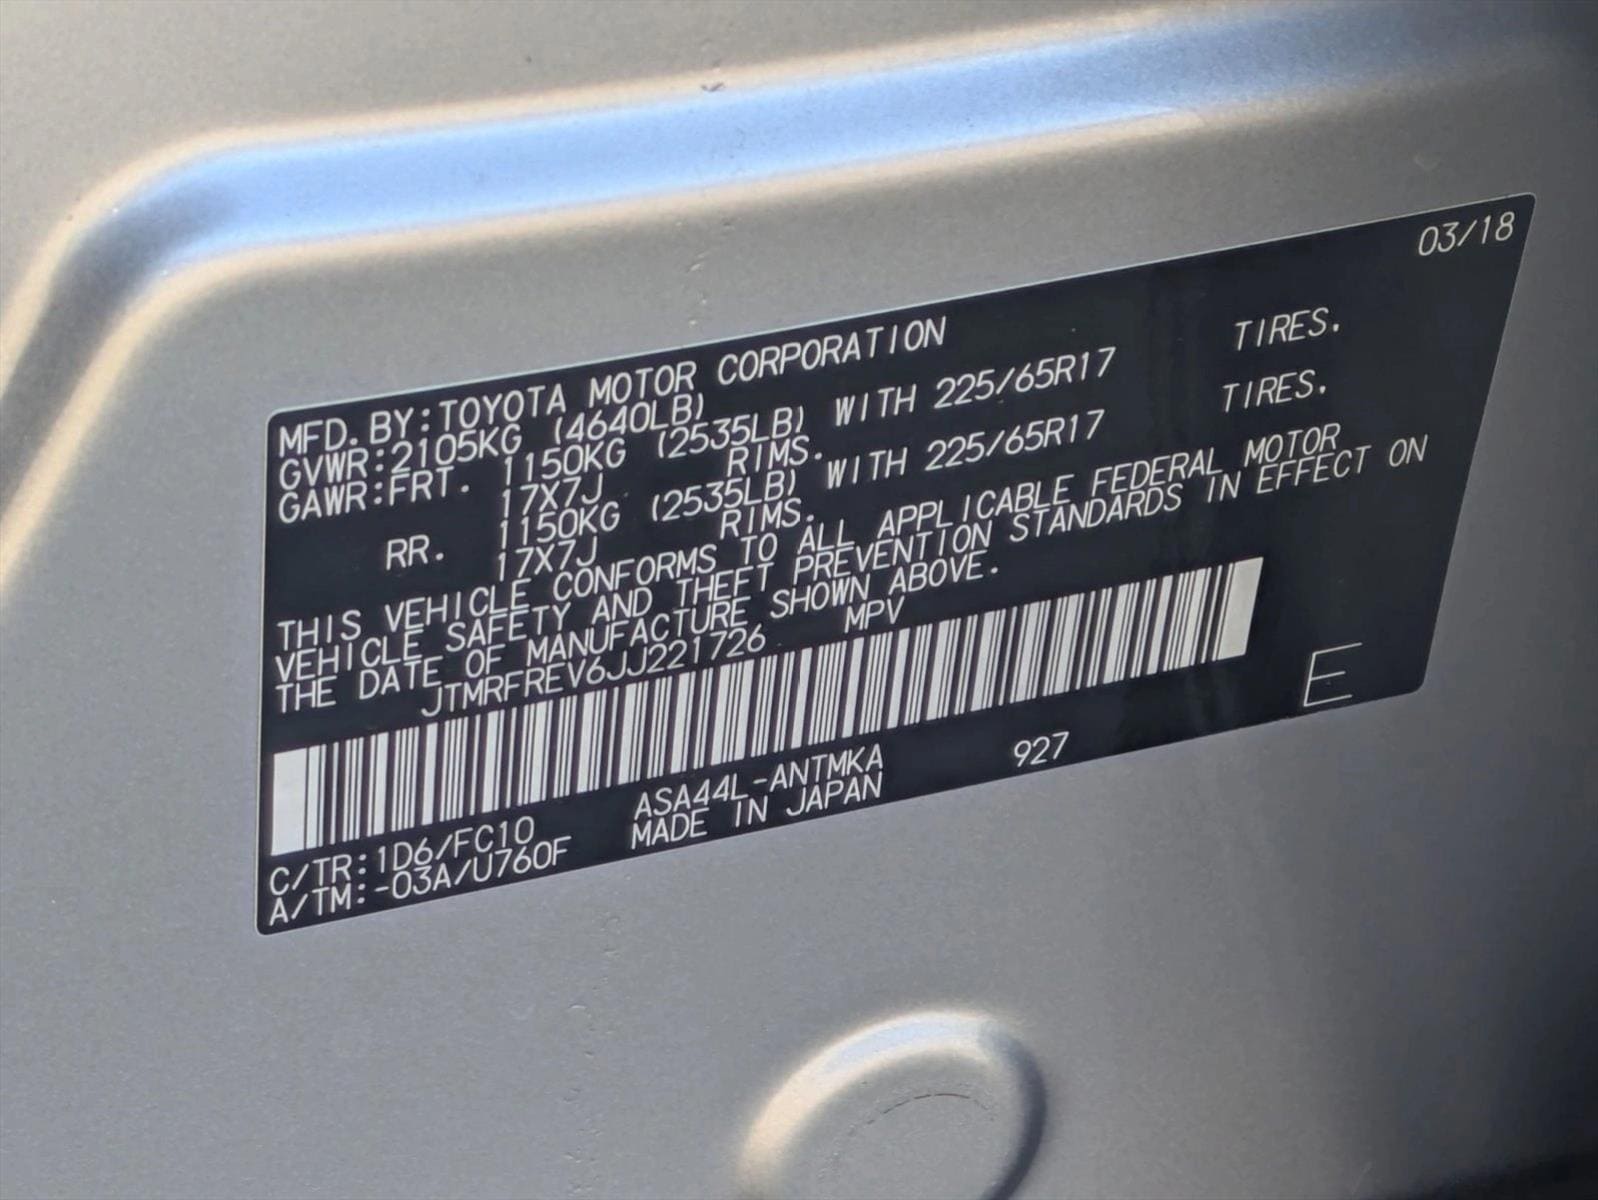 03/18
MFD. BY:TOYOTA MOTOR CORPORATION
GVWR:2105KG (4640LB)
GAWR:FRT. 1150KG (2535LB) WITH 225/65R17 TIRES.
17X7J RIMS.
RR. 1150KG (2535LB) WITH 225/65R17 TIRES.
17X7J RIMS.
THIS VEHICLE CONFORMS TO ALL APPLICABLE FEDERAL MOTOR
VEHICLE SAFETY AND THEFT PREVENTION STANDARDS IN EFFECT ON
THE DATE OF MANUFACTURE SHOWN ABOVE.
JTMRFREV6JJ221726 MPV
E
C/TR:1D6/FC10 ASA44L-ANTMKA 927
A/TM:-03A/U760F MADE IN JAPAN